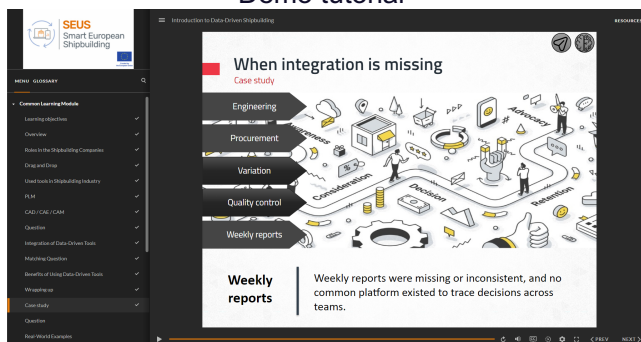 Demo tutorial
SEUS
Smart European
Shipbuilding
Introduction to Data-Driven Shipbuilding
RESOURCES
MENU GLOSSARY
Common Learning Module
Learning objectives
Overview
Roles in the Shipbuilding Companies
Drag and Drop
Used tools in Shipbuilding Industry
PLM
CAD / CAE / CAM
Question
Integration of Data-Driven Tools
Matching Question
Benefits of Using Data-Driven Tools
Wrapping up
Case study
Question
Real-World Examples
When integration is missing
Case study
Engineering
Procurement
Variation
Quality control
Weekly reports
Awareness
Consideration
Decision
Advocacy
Retention
Weekly
reports
Weekly reports were missing or inconsistent, and no
common platform existed to trace decisions across
teams.
< PREV
NEXT >